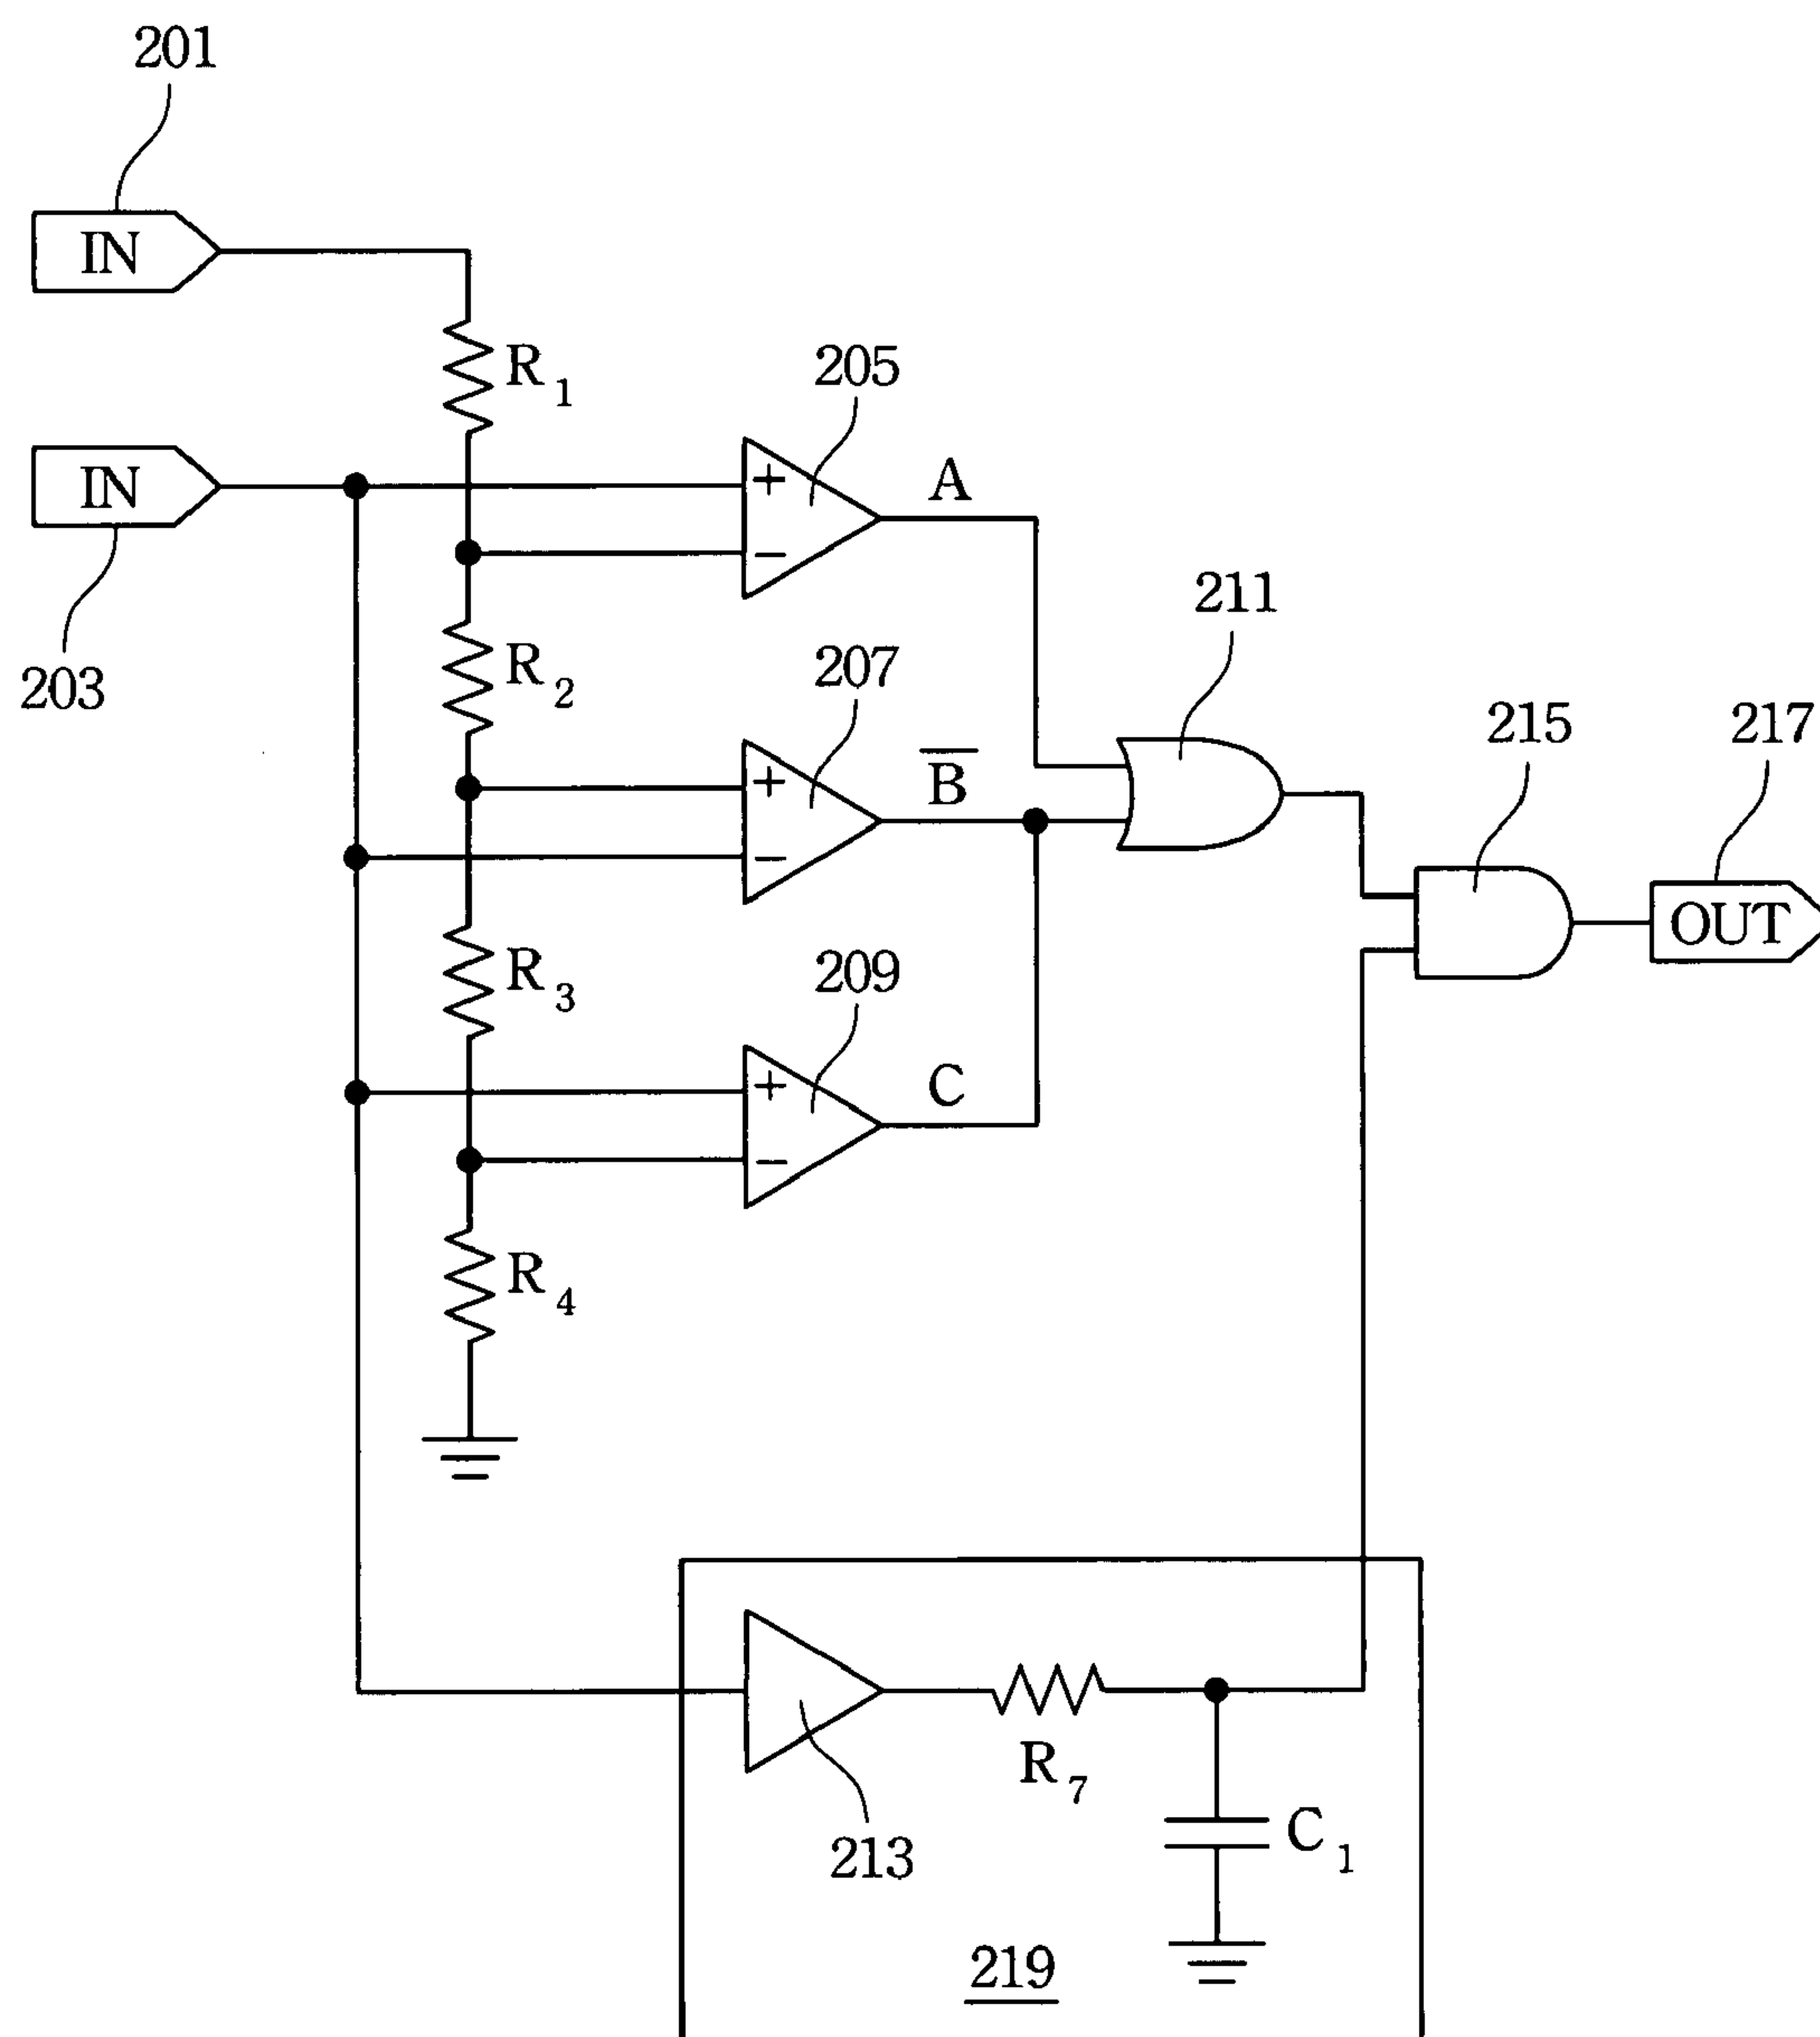 201
IN
R1
205
IN
+
A
−
211
203
R2
207
215
217
+
B̅
−
OUT
R3
209
+
C
−
R4
R7
213
C1
219